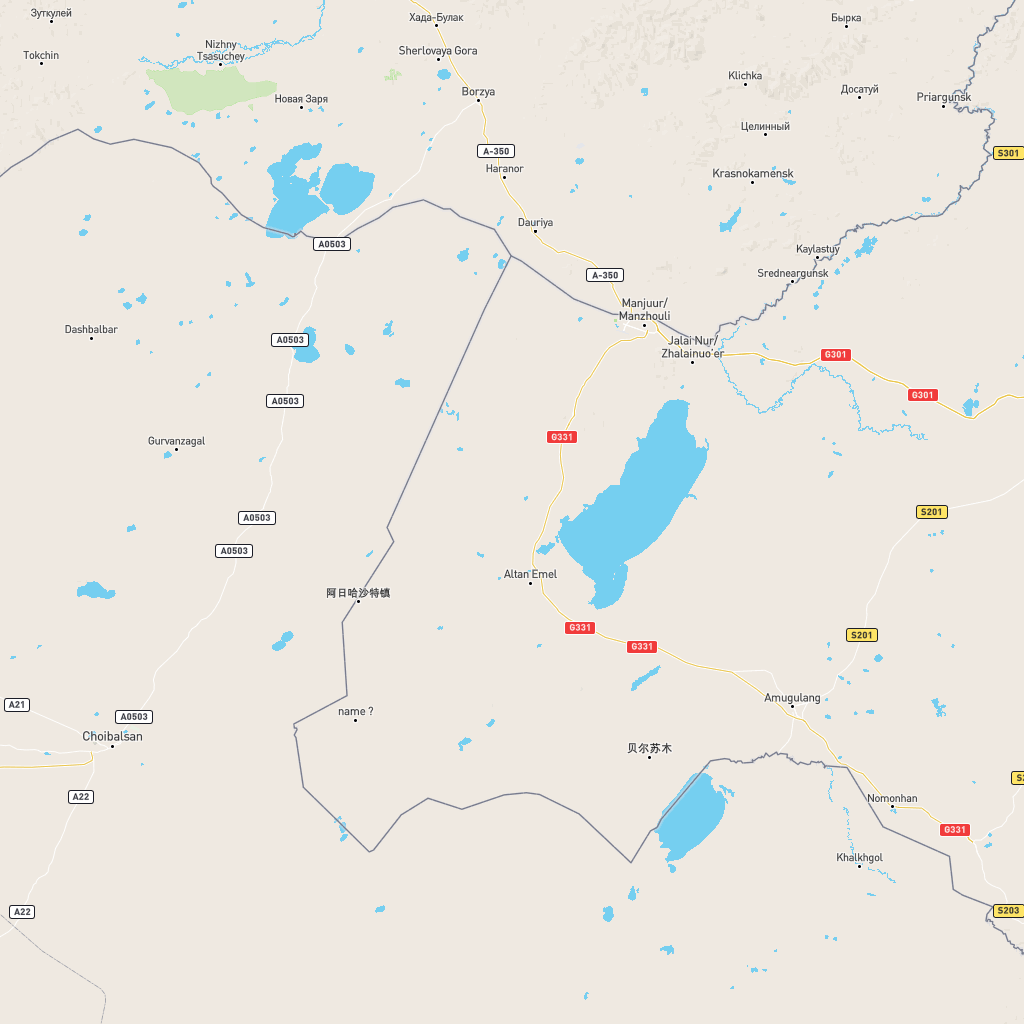 Зуткулей
Хада-Булак
Бырка
Nizhny
Tsasuchey
Sherlovaya Gora
Tokchin
Klichka
Досатуй
Borzya
Новая Заря
Priargunsk
Целинный
A-350
S301
Haranor
Krasnokamensk
Dauriya
A0503
Kaylastuy
A-350
Sredneargunsk
Manjuur/
Manzhouli
Dashbalbar
A0503
Jalai Nur/
Zhalainuo'er
G301
G301
A0503
G331
Gurvanzagal
S201
A0503
A0503
Altan Emel
阿日哈沙特镇
G331
S201
G331
Amugulang
A21
name ?
A0503
Choibalsan
贝尔苏木
A22
Nomonhan
G331
Khalkhgol
A22
S203